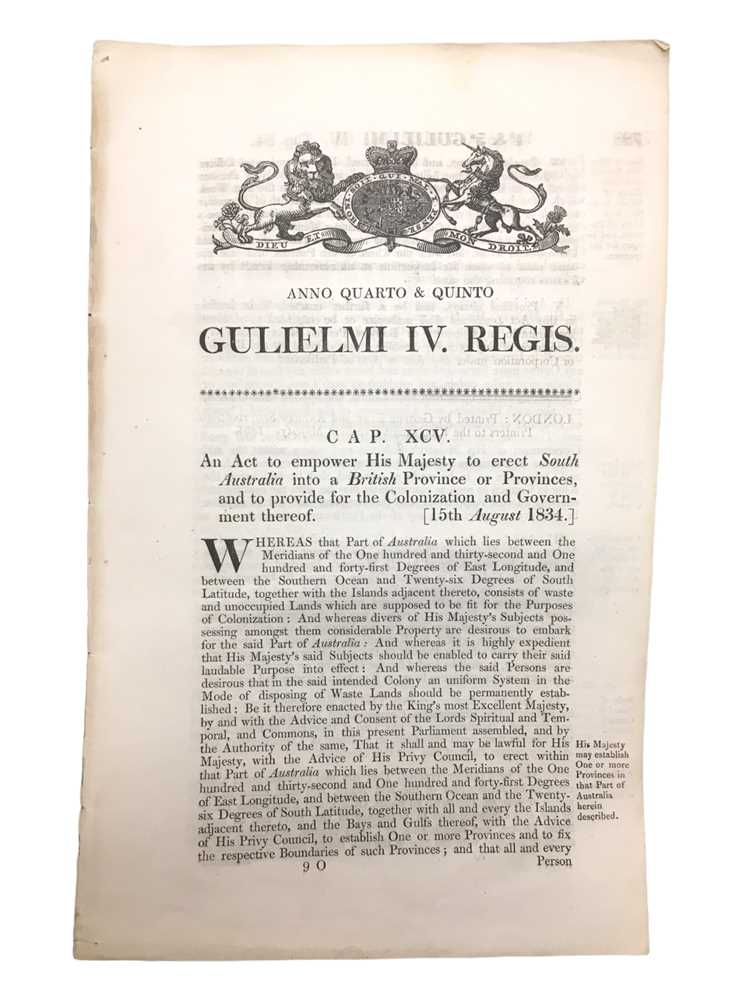 HONI·SOIT·QUI·MAL·Y·PENSE
DIEU ET MON DROIT
ANNO QUARTO & QUINTO
GULIELMI IV. REGIS.
CAP. XCV.
An Act to empower His Majesty to erect South
Australia into a British Province or Provinces,
and to provide for the Colonization and Govern-
ment thereof. [15th August 1834.]
WHEREAS that Part of Australia which lies between the
Meridians of the One hundred and thirty-second and One
hundred and forty-first Degrees of East Longitude, and
between the Southern Ocean and Twenty-six Degrees of South
Latitude, together with the Islands adjacent thereto, consists of waste
and unoccupied Lands which are supposed to be fit for the Purposes
of Colonization: And whereas divers of His Majesty's Subjects pos-
sessing amongst them considerable Property are desirous to embark
for the said Part of Australia: And whereas it is highly expedient
that His Majesty's said Subjects should be enabled to carry their said
laudable Purpose into effect: And whereas the said Persons are
desirous that in the said intended Colony an uniform System in the
Mode of disposing of Waste Lands should be permanently estab-
lished: Be it therefore enacted by the King's most Excellent Majesty,
by and with the Advice and Consent of the Lords Spiritual and Tem-
poral, and Commons, in this present Parliament assembled, and by
the Authority of the same, That it shall and may be lawful for His
Majesty, with the Advice of His Privy Council, to erect within
that Part of Australia which lies between the Meridians of the One
hundred and thirty-second and One hundred and forty-first Degrees
of East Longitude, and between the Southern Ocean and the Twenty-
six Degrees of South Latitude, together with all and every the Islands
adjacent thereto, and the Bays and Gulfs thereof, with the Advice
of His Privy Council, to establish One or more Provinces and to fix
the respective Boundaries of such Provinces; and that all and every
9 O Person
His Majesty
may establish
One or more
Provinces in
that Part of
Australia
herein
described.